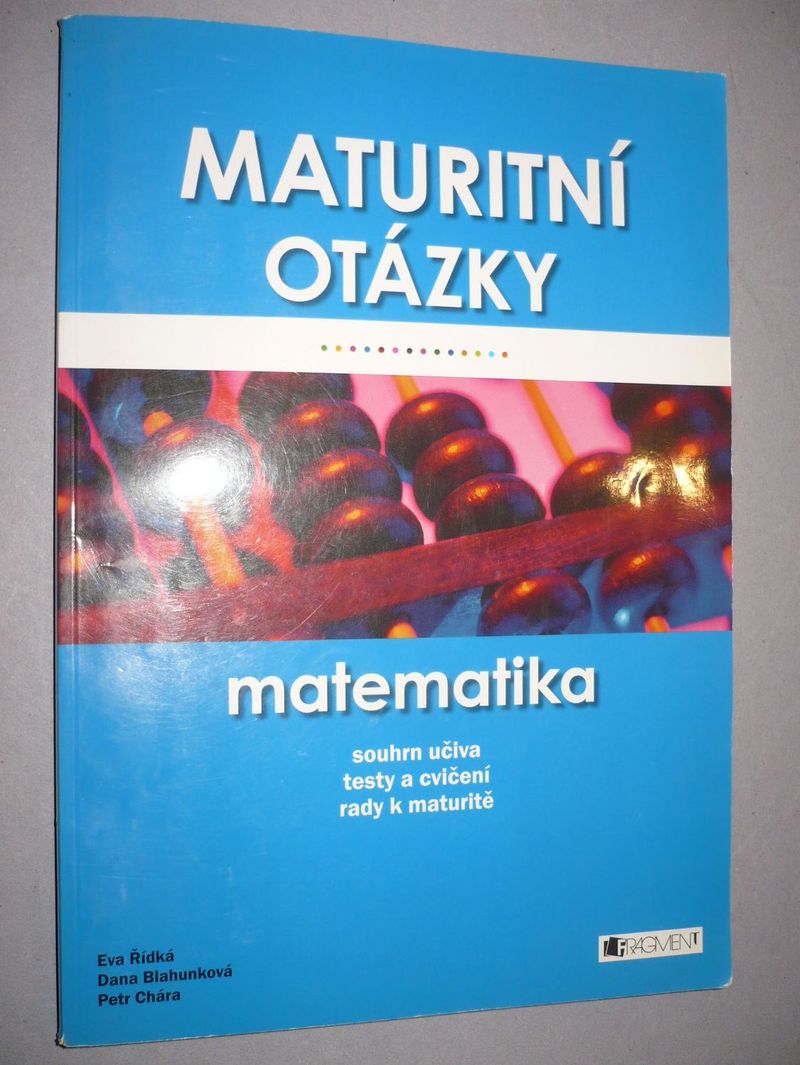 MATURITNÍ
OTÁZKY
matematika
souhrn učiva
testy a cvičení
rady k maturitě
Eva Řídká
Dana Blahunková
Petr Chára
FRAGMENT